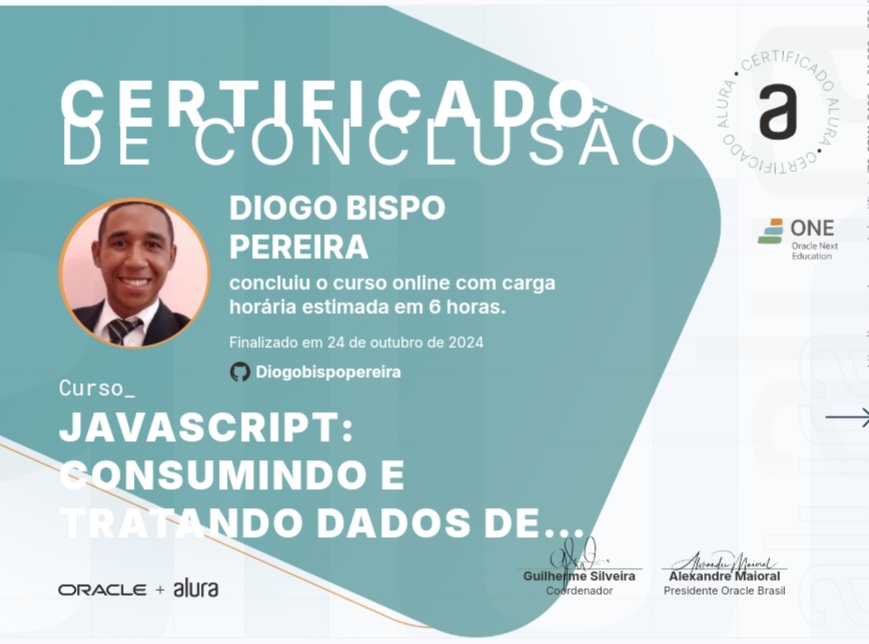 CERTIFICADO
DE CONCLUSÃO
CERTIFICADO ALURA • CERTIFICADO ALURA •
a
DIOGO BISPO
PEREIRA
concluiu o curso online com carga
horária estimada em 6 horas.
Finalizado em 24 de outubro de 2024
Diogobispopereira
ONE
Oracle Next
Education
Curso_
JAVASCRIPT:
CONSUMINDO E
TRATANDO DADOS DE...
Guilherme Silveira
Coordenador
Alexandre Maioral
Presidente Oracle Brasil
ORACLE + alura